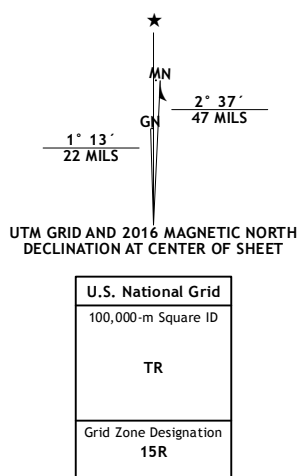 ★
MN
GN
2° 37´
47 MILS
1° 13´
22 MILS
UTM GRID AND 2016 MAGNETIC NORTH
DECLINATION AT CENTER OF SHEET
U.S. National Grid
100,000-m Square ID
TR
Grid Zone Designation
15R